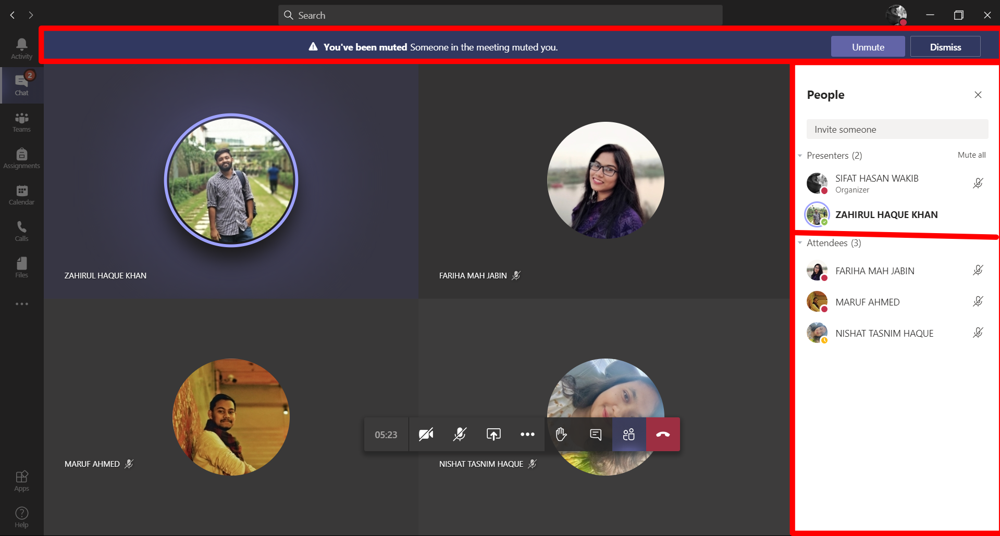 Search
You've been muted Someone in the meeting muted you.
Unmute
Dismiss
Activity
2
Chat
Teams
Assignments
Calendar
Calls
Files
Apps
Help
ZAHIRUL HAQUE KHAN
FARIHA MAH JABIN
MARUF AHMED
NISHAT TASNIM HAQUE
05:23
People
Invite someone
Presenters (2)
Mute all
SIFAT HASAN WAKIB
Organizer
ZAHIRUL HAQUE KHAN
Attendees (3)
FARIHA MAH JABIN
MARUF AHMED
NISHAT TASNIM HAQUE